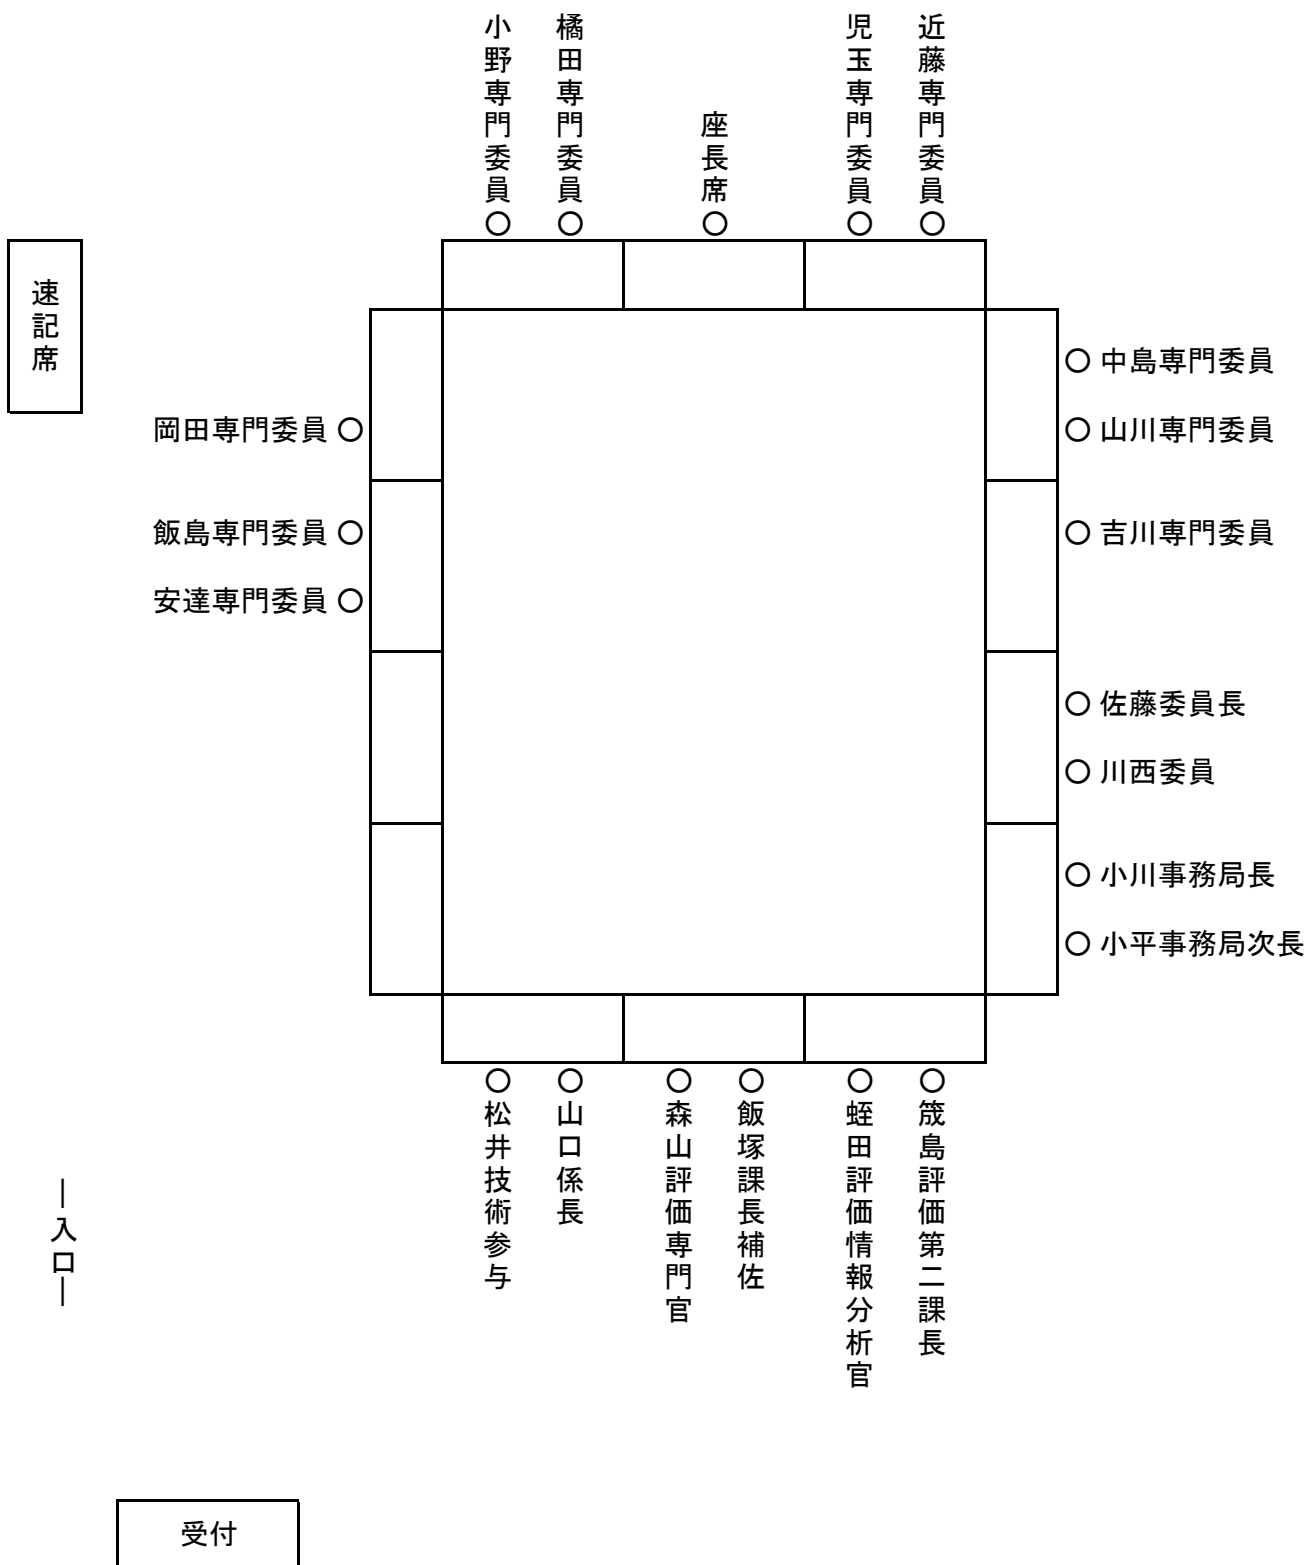 小野専門委員○
橘田専門委員○
座長席○
児玉専門委員○
近藤専門委員○
速記席
○中島専門委員
岡田専門委員○
○山川専門委員
飯島専門委員○
○吉川専門委員
安達専門委員○
○佐藤委員長
○川西委員
○小川事務局長
○小平事務局次長
○松井技術参与
○山口係長
○森山評価専門官
○飯塚課長補佐
○蛭田評価情報分析官
○筬島評価第二課長
―入口―
受付